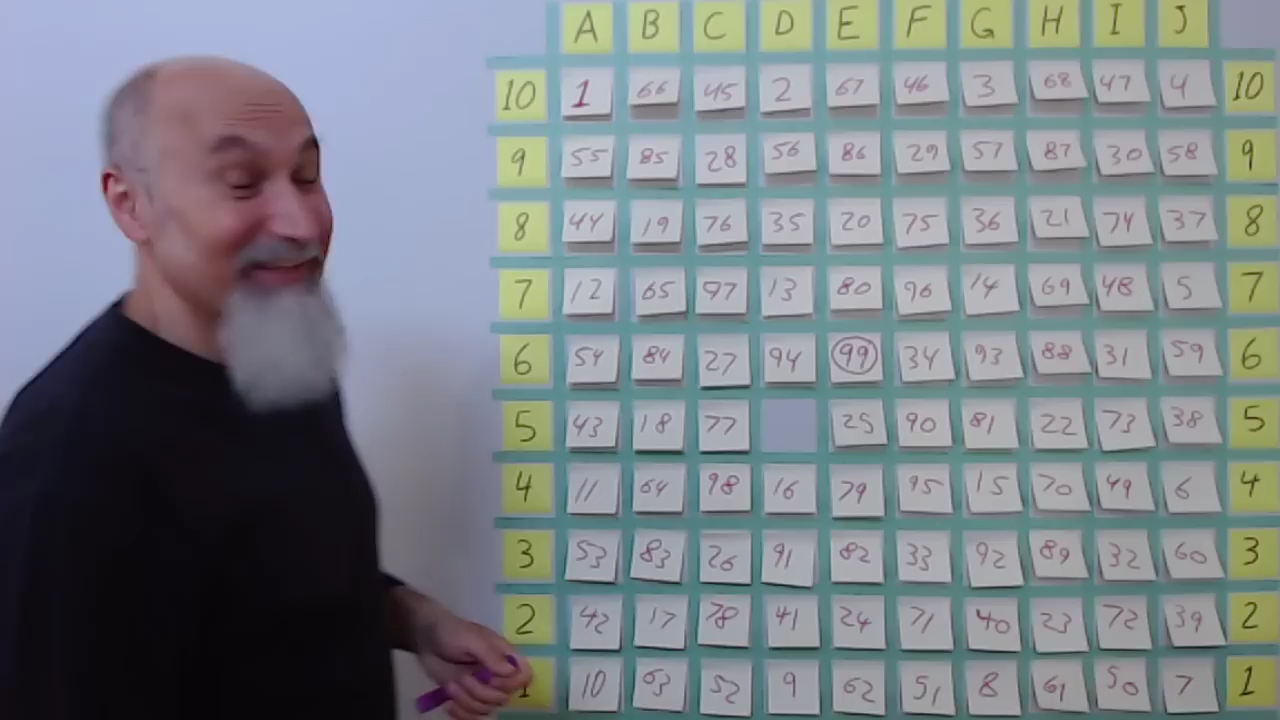 A B C D E F G H I J
10 1 66 45 2 67 46 3 68 47 4 10
9 55 85 28 56 86 29 57 87 30 58 9
8 44 19 76 35 20 75 36 21 74 37 8
7 12 65 97 13 80 96 14 69 48 5 7
6 54 84 27 94 99 34 93 88 31 59 6
5 43 18 77 25 90 81 22 73 38 5
4 11 64 98 16 79 95 15 70 49 6 4
3 53 83 26 91 82 33 92 89 32 60 3
2 42 17 78 41 24 71 40 23 72 39 2
1 10 63 52 9 62 51 8 61 50 7 1